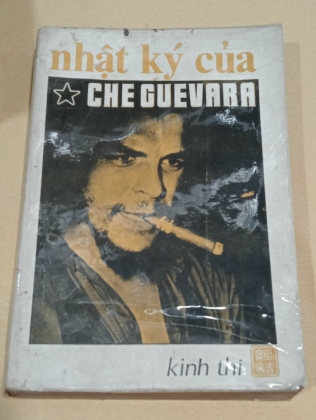 nhật ký của
CHE GUEVARA
kinh thi